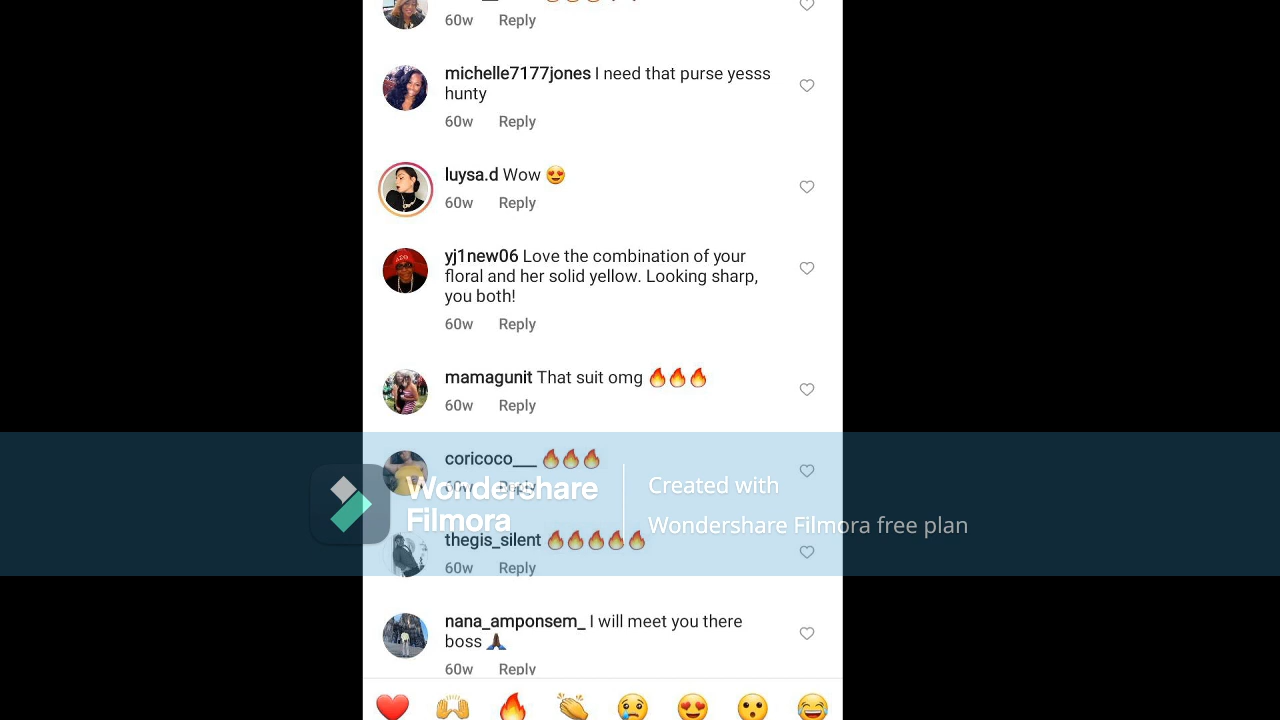 60w Reply
michelle7177jones I need that purse yesss
hunty
60w Reply
luysa.d Wow 😍
60w Reply
yj1new06 Love the combination of your
floral and her solid yellow. Looking sharp,
you both!
60w Reply
mamagunit That suit omg 🔥🔥🔥
60w Reply
coricoco___ 🔥🔥🔥
60w Reply
Wondershare
Filmora
Created with
Wondershare Filmora free plan
thegis_silent 🔥🔥🔥🔥🔥
60w Reply
nana_amponsem_ I will meet you there
boss 🙏🏿
60w Reply